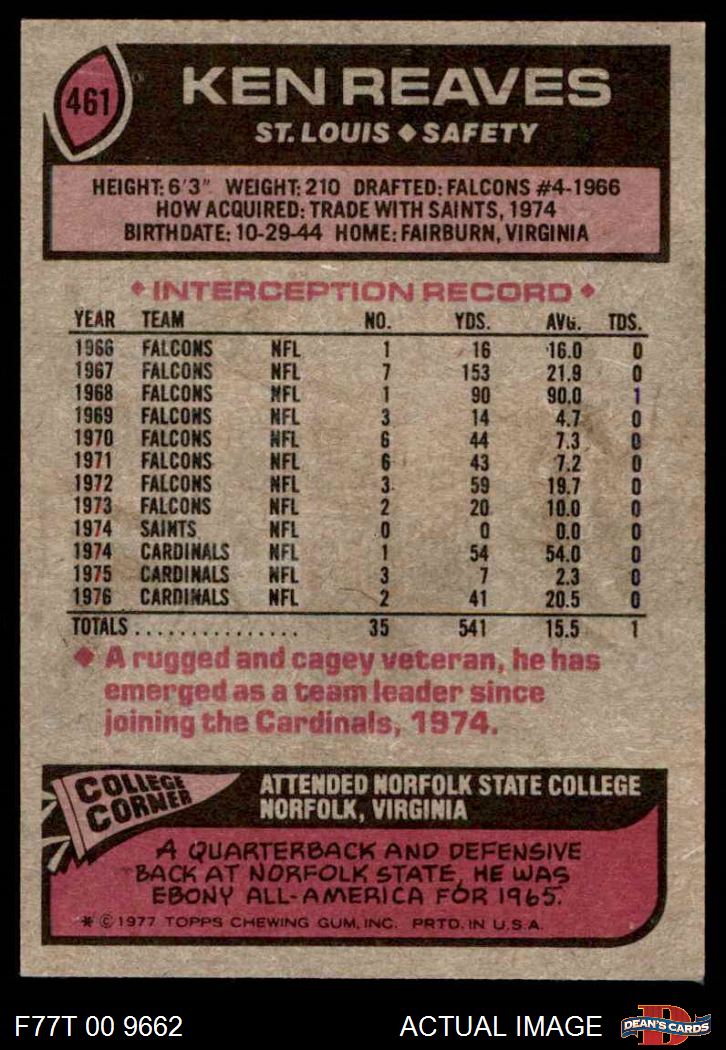 461
KEN REAVES
ST. LOUIS ◆ SAFETY
HEIGHT: 6'3" WEIGHT: 210 DRAFTED: FALCONS #4-1966
HOW ACQUIRED: TRADE WITH SAINTS, 1974
BIRTHDATE: 10-29-44 HOME: FAIRBURN, VIRGINIA
◆ INTERCEPTION RECORD ◆
YEAR TEAM NO. YDS. AVG. TDS.
1966 FALCONS NFL 1 16 16.0 0
1967 FALCONS NFL 7 153 21.9 0
1968 FALCONS NFL 1 90 90.0 1
1969 FALCONS NFL 3 14 4.7 0
1970 FALCONS NFL 6 44 7.3 0
1971 FALCONS NFL 6 43 7.2 0
1972 FALCONS NFL 3 59 19.7 0
1973 FALCONS NFL 2 20 10.0 0
1974 SAINTS NFL 0 0 0.0 0
1974 CARDINALS NFL 1 54 54.0 0
1975 CARDINALS NFL 3 7 2.3 0
1976 CARDINALS NFL 2 41 20.5 0
TOTALS ............... 35 541 15.5 1
◆ A rugged and cagey veteran, he has
emerged as a team leader since
joining the Cardinals, 1974.
COLLEGE
CORNER
ATTENDED NORFOLK STATE COLLEGE
NORFOLK, VIRGINIA
A QUARTERBACK AND DEFENSIVE
BACK AT NORFOLK STATE, HE WAS
EBONY ALL-AMERICA FOR 1965.
* © 1977 TOPPS CHEWING GUM, INC. PRTD. IN U.S.A.
F77T 00 9662 ACTUAL IMAGE
D
DEAN'S CARDS